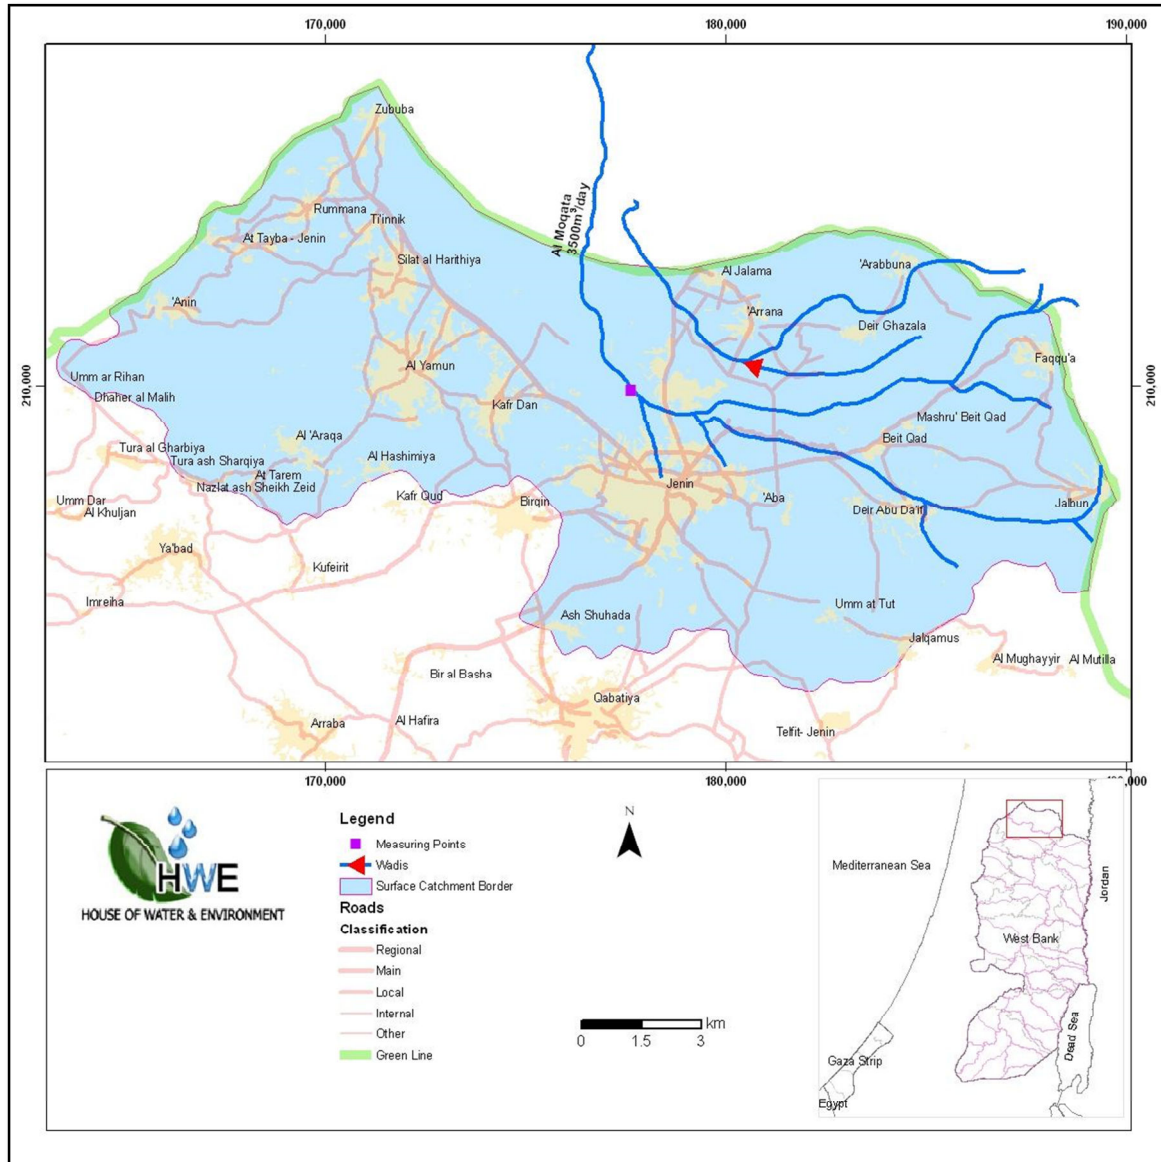 170,000
180,000
190,000
Zububa
Rummana
Ti'innik
At Tayba - Jenin
Silat al Harithiya
'Anin
Al Moqata
3500m³/day
Al Jalama
'Arabbuna
'Arrana
Deir Ghazala
Faqqu'a
210,000
210,000
Umm ar Rihan
Al Yamun
Dhaher al Malih
Kafr Dan
Mashru' Beit Qad
Beit Qad
Al 'Araqa
Tura al Gharbiya
Tura ash Sharqiya
Al Hashimiya
At Tarem
Nazlat ash Sheikh Zeid
Jenin
Umm Dar
Al Khuljan
Kafr Qud
Birqin
'Aba
Deir Abu Da'if
Jalbun
Ya'bad
Kufeirit
Imreiha
Ash Shuhada
Umm at Tut
Jalqamus
Al Mughayyir
Al Mutilla
Bir al Basha
Qabatiya
Arraba
Al Hafira
Telfit- Jenin
170,000
180,000
190,000
HWE
HOUSE OF WATER & ENVIRONMENT
Legend
Measuring Points
Wadis
Surface Catchment Border
Roads
Classification
Regional
Main
Local
Internal
Other
Green Line
N
km
0
1.5
3
Mediterranean Sea
Jordan
West Bank
Dead Sea
Gaza Strip
Egypt